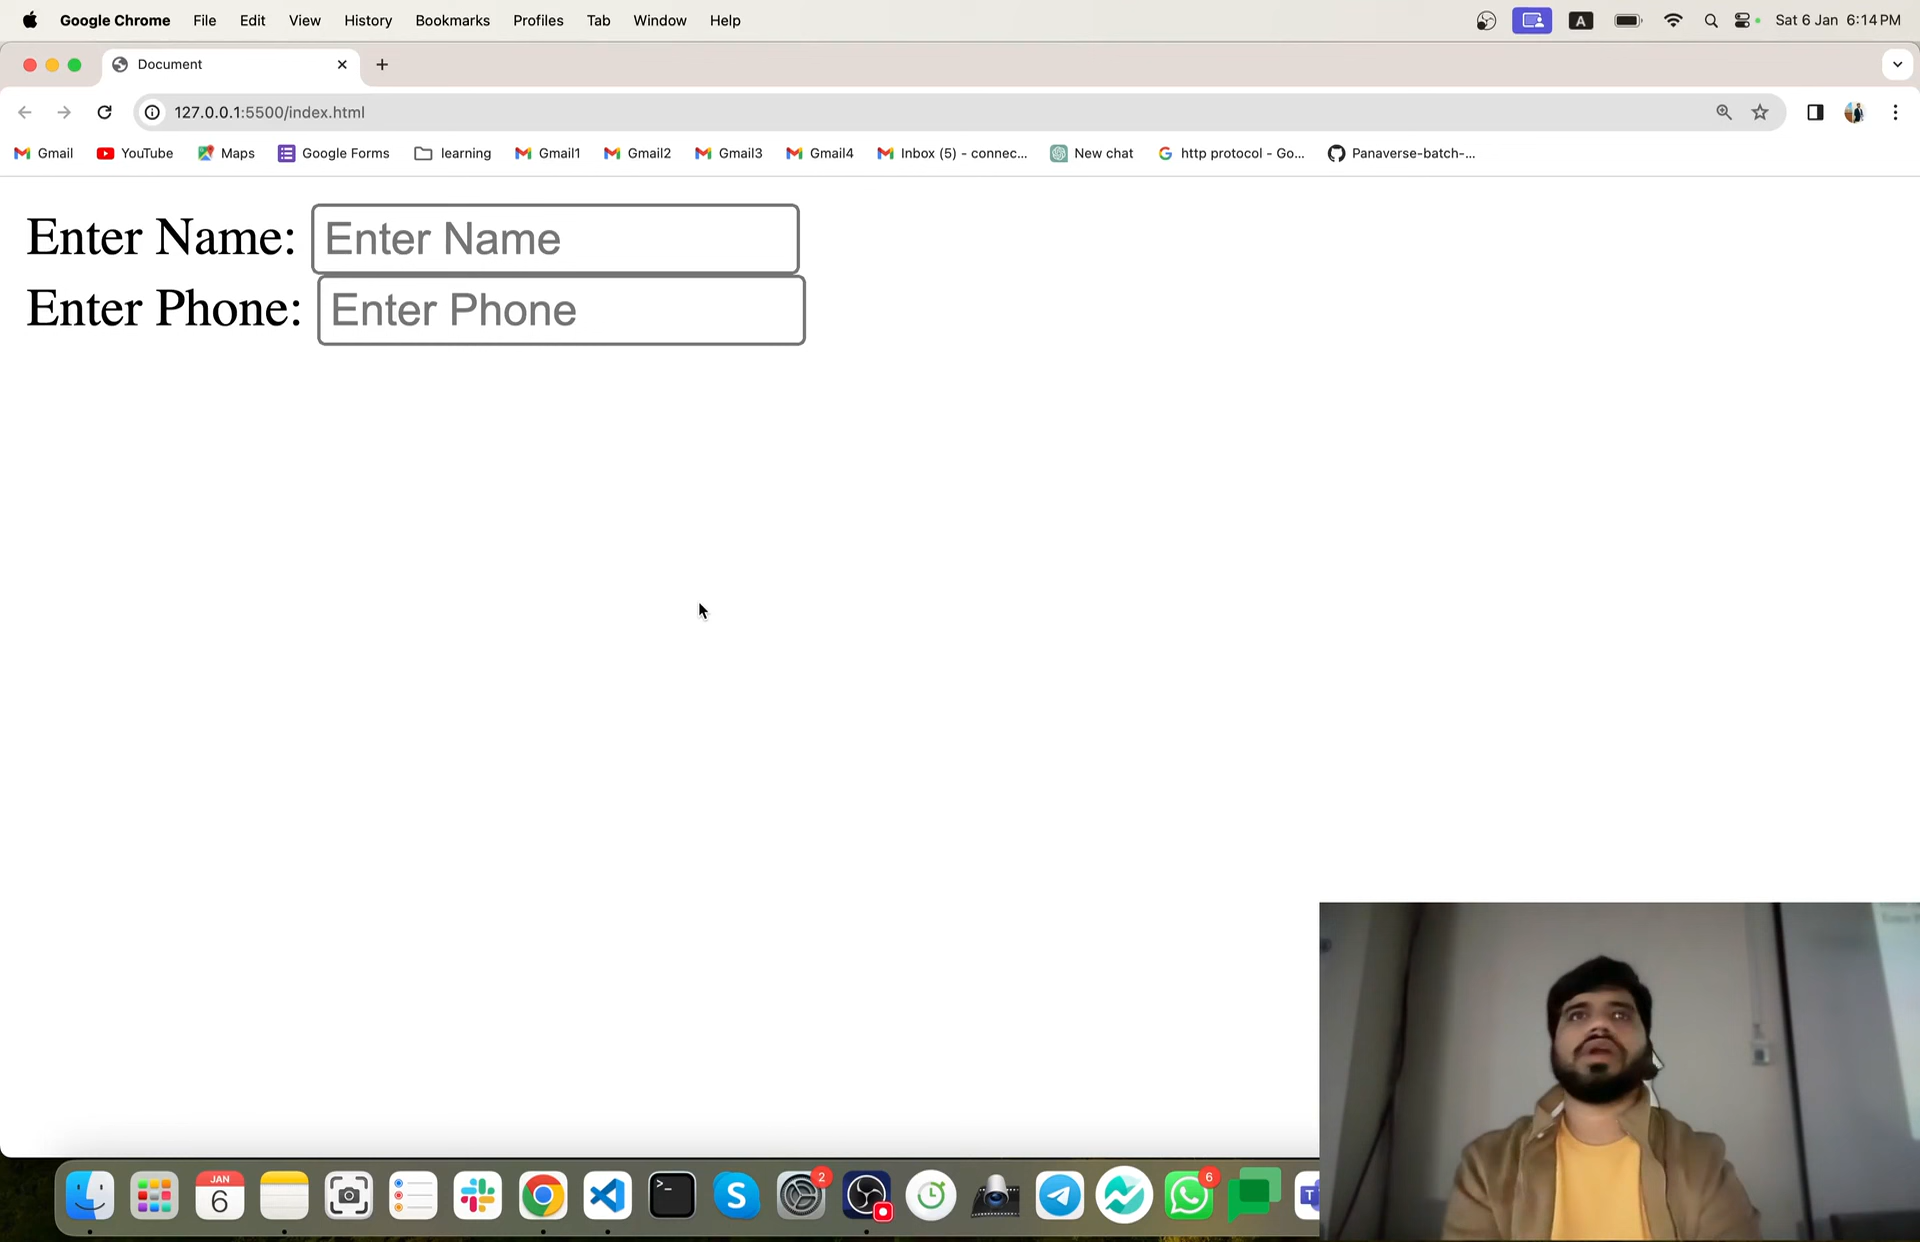 Google Chrome File Edit View History Bookmarks Profiles Tab Window Help A Sat 6 Jan 6:14 PM
Document
127.0.0.1:5500/index.html
Gmail YouTube Maps Google Forms learning Gmail1 Gmail2 Gmail3 Gmail4 Inbox (5) - connec... New chat http protocol - Go... Panaverse-batch-...
Enter Name: Enter Name
Enter Phone: Enter Phone
JAN
6
>_
S
2
6
T